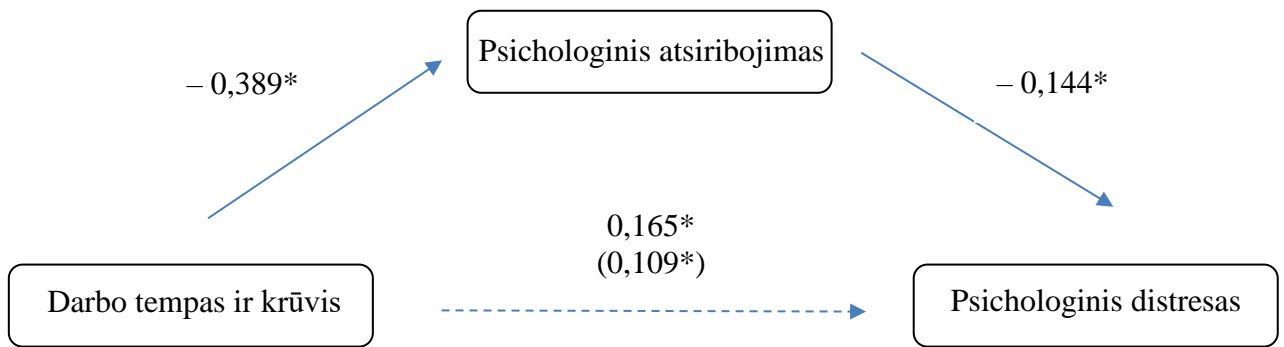 Psichologinis atsiribojimas
– 0,389*
– 0,144*
0,165*
(0,109*)
Darbo tempas ir krūvis
Psichologinis distresas